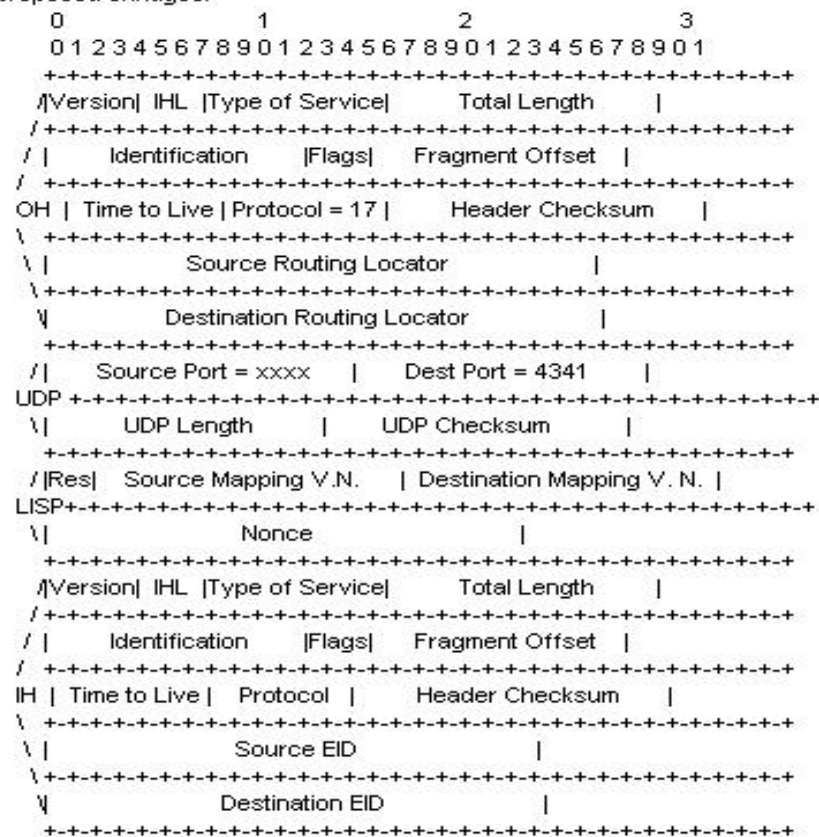 proposed changes.
0 1 2 3
0 1 2 3 4 5 6 7 8 9 0 1 2 3 4 5 6 7 8 9 0 1 2 3 4 5 6 7 8 9 0 1
+-+-+-+-+-+-+-+-+-+-+-+-+-+-+-+-+-+-+-+-+-+-+-+-+-+-+-+-+-+-+-+-+
/|Version| IHL |Type of Service| Total Length |
/ +-+-+-+-+-+-+-+-+-+-+-+-+-+-+-+-+-+-+-+-+-+-+-+-+-+-+-+-+-+-+-+-+
/ | Identification |Flags| Fragment Offset |
/ +-+-+-+-+-+-+-+-+-+-+-+-+-+-+-+-+-+-+-+-+-+-+-+-+-+-+-+-+-+-+-+-+
OH | Time to Live | Protocol = 17 | Header Checksum |
\ +-+-+-+-+-+-+-+-+-+-+-+-+-+-+-+-+-+-+-+-+-+-+-+-+-+-+-+-+-+-+-+-+
\ | Source Routing Locator |
\ +-+-+-+-+-+-+-+-+-+-+-+-+-+-+-+-+-+-+-+-+-+-+-+-+-+-+-+-+-+-+-+-+
\| Destination Routing Locator |
+-+-+-+-+-+-+-+-+-+-+-+-+-+-+-+-+-+-+-+-+-+-+-+-+-+-+-+-+-+-+-+-+
/ | Source Port = xxxx | Dest Port = 4341 |
UDP +-+-+-+-+-+-+-+-+-+-+-+-+-+-+-+-+-+-+-+-+-+-+-+-+-+-+-+-+-+-+-+-+
\ | UDP Length | UDP Checksum |
+-+-+-+-+-+-+-+-+-+-+-+-+-+-+-+-+-+-+-+-+-+-+-+-+-+-+-+-+-+-+-+-+
/ |Res| Source Mapping V.N. | Destination Mapping V. N. |
LISP+-+-+-+-+-+-+-+-+-+-+-+-+-+-+-+-+-+-+-+-+-+-+-+-+-+-+-+-+-+-+-+-+
\ | Nonce |
+-+-+-+-+-+-+-+-+-+-+-+-+-+-+-+-+-+-+-+-+-+-+-+-+-+-+-+-+-+-+-+-+
/|Version| IHL |Type of Service| Total Length |
/ +-+-+-+-+-+-+-+-+-+-+-+-+-+-+-+-+-+-+-+-+-+-+-+-+-+-+-+-+-+-+-+-+
/ | Identification |Flags| Fragment Offset |
/ +-+-+-+-+-+-+-+-+-+-+-+-+-+-+-+-+-+-+-+-+-+-+-+-+-+-+-+-+-+-+-+-+
IH | Time to Live | Protocol | Header Checksum |
\ +-+-+-+-+-+-+-+-+-+-+-+-+-+-+-+-+-+-+-+-+-+-+-+-+-+-+-+-+-+-+-+-+
\ | Source EID |
\ +-+-+-+-+-+-+-+-+-+-+-+-+-+-+-+-+-+-+-+-+-+-+-+-+-+-+-+-+-+-+-+-+
\| Destination EID |
+-+-+-+-+-+-+-+-+-+-+-+-+-+-+-+-+-+-+-+-+-+-+-+-+-+-+-+-+-+-+-+-+